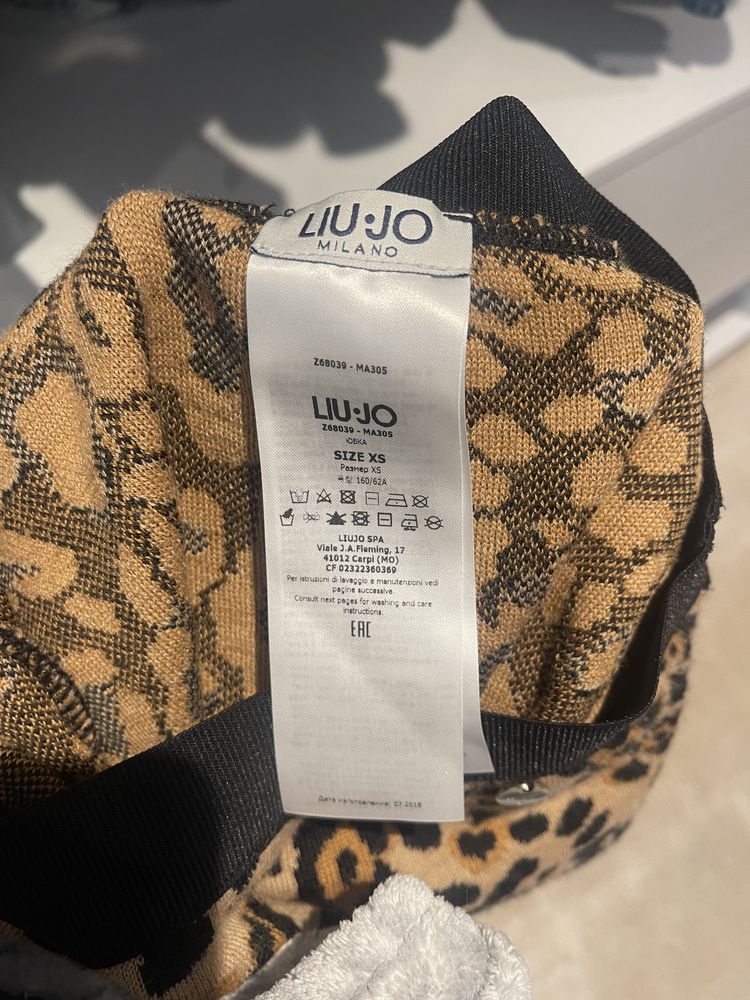 LIU·JO
MILANO
Z68039 - MA305
LIU·JO
Z68039 - MA305
ЮБКА
SIZE XS
Размер XS
160/62A
LIUJO SPA
Viale J.A.Fleming, 17
41012 Carpi (MO)
CF 02322360369
Per istruzioni di lavaggio e manutenzioni vedi
pagine successive.
Consult next pages for washing and care
instructions.
EAC
Дата изготовления: 07.2018